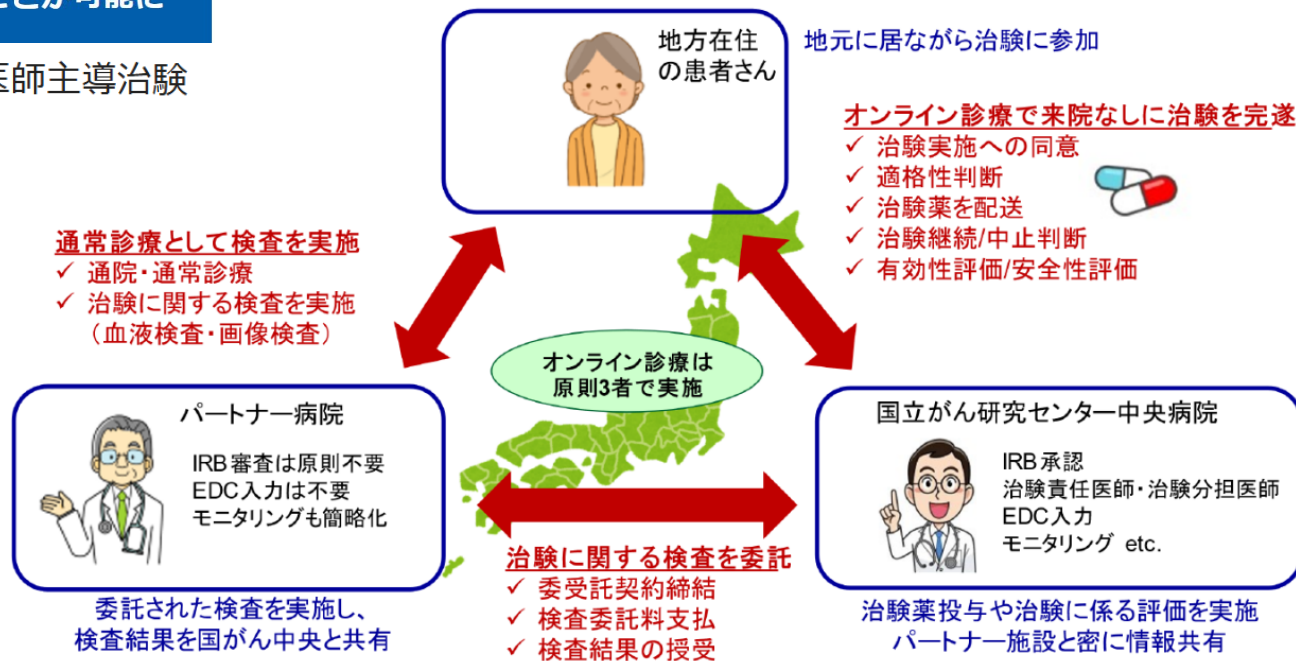 医師主導治験
地方在住
の患者さん
地元に居ながら治験に参加
オンライン診療で来院なしに治験を完遂
✓ 治験実施への同意
✓ 適格性判断
✓ 治験薬を配送
✓ 治験継続/中止判断
✓ 有効性評価/安全性評価
通常診療として検査を実施
✓ 通院・通常診療
✓ 治験に関する検査を実施
（血液検査・画像検査）
オンライン診療は
原則3者で実施
パートナー病院
IRB審査は原則不要
EDC入力は不要
モニタリングも簡略化
委託された検査を実施し、
検査結果を国がん中央と共有
治験に関する検査を委託
✓ 委受託契約締結
✓ 検査委託料支払
✓ 検査結果の授受
国立がん研究センター中央病院
IRB承認
治験責任医師・治験分担医師
EDC入力
モニタリング etc.
治験薬投与や治験に係る評価を実施
パートナー施設と密に情報共有